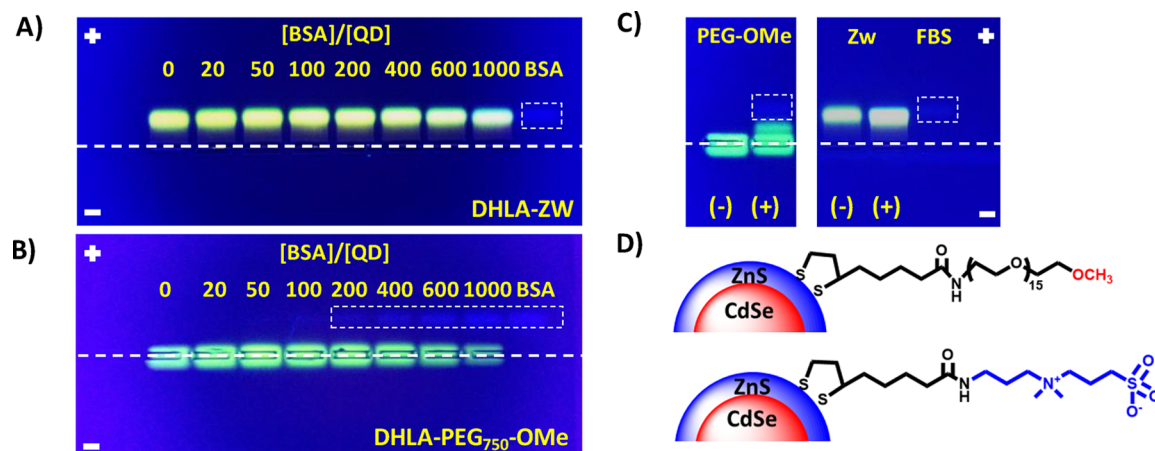 A)
+
[BSA]/[QD]
0 20 50 100 200 400 600 1000 BSA
−
DHLA-ZW
B)
+
[BSA]/[QD]
0 20 50 100 200 400 600 1000 BSA
−
DHLA-PEG750-OMe
C)
PEG-OMe
(-) (+)
Zw FBS +
(-) (+) −
D)
ZnS
CdSe
S
S
O
N
H
O
15
OCH3
ZnS
CdSe
S
S
O
N
H
N+
O
S
O
O-